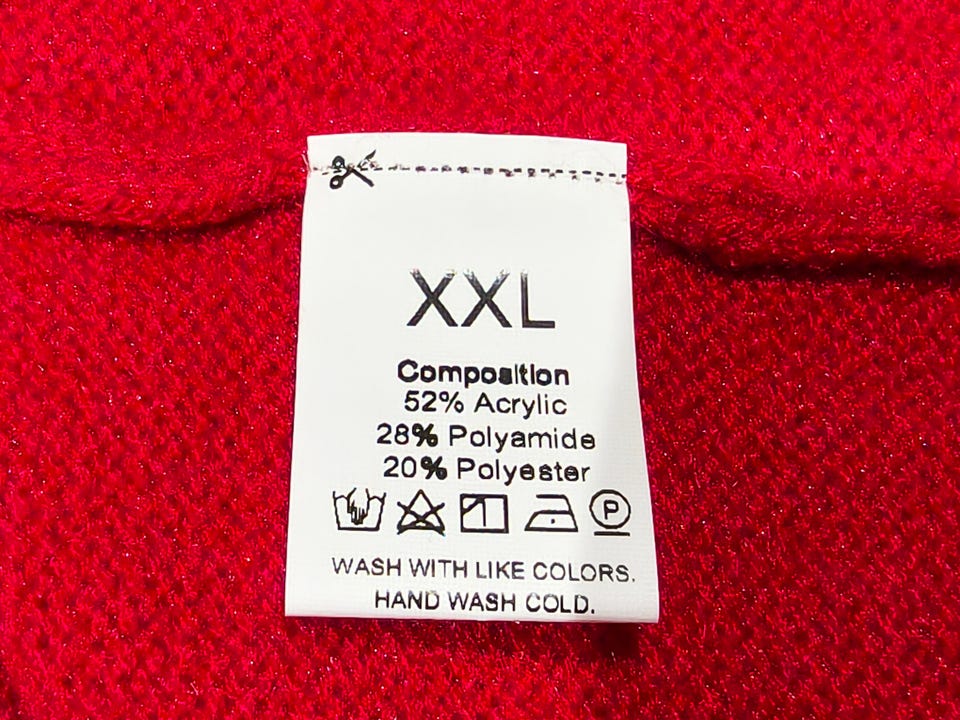 XXL
Composition
52% Acrylic
28% Polyamide
20% Polyester
P
WASH WITH LIKE COLORS.
HAND WASH COLD.